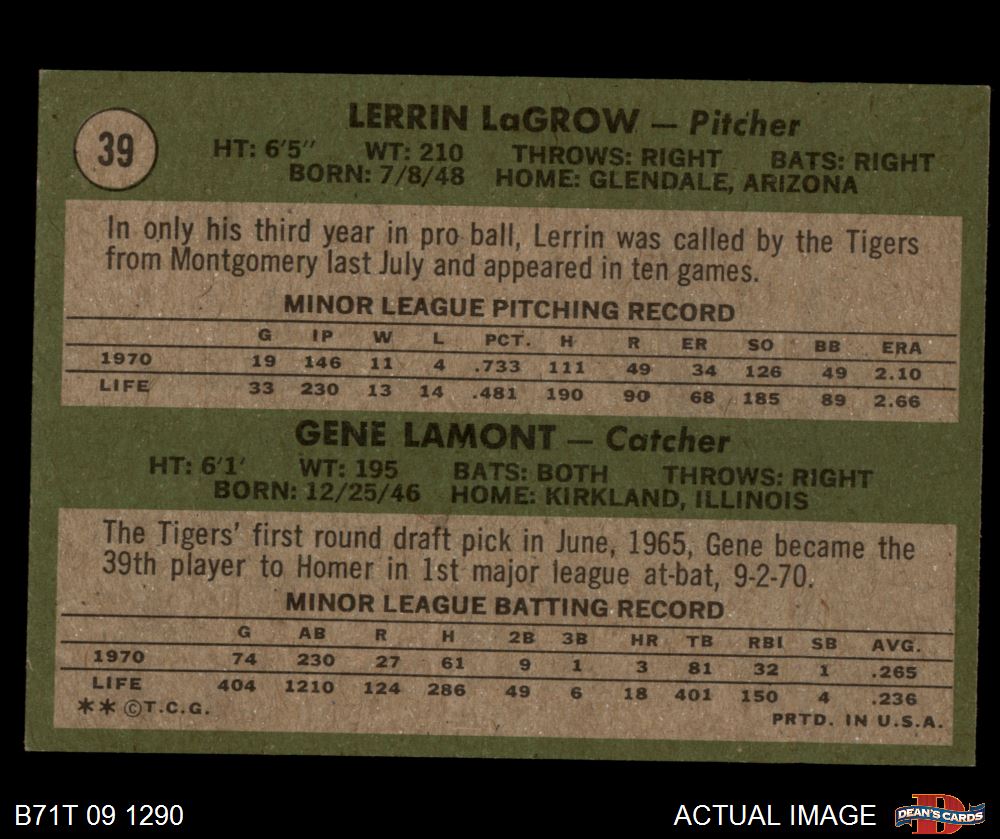 39
LERRIN LaGROW — Pitcher
HT: 6'5" WT: 210 THROWS: RIGHT BATS: RIGHT
BORN: 7/8/48 HOME: GLENDALE, ARIZONA
In only his third year in pro ball, Lerrin was called by the Tigers
from Montgomery last July and appeared in ten games.
MINOR LEAGUE PITCHING RECORD
G IP W L PCT. H R ER SO BB ERA
1970 19 146 11 4 .733 111 49 34 126 49 2.10
LIFE 33 230 13 14 .481 190 90 68 185 89 2.66
GENE LAMONT — Catcher
HT: 6'1' WT: 195 BATS: BOTH THROWS: RIGHT
BORN: 12/25/46 HOME: KIRKLAND, ILLINOIS
The Tigers' first round draft pick in June, 1965, Gene became the
39th player to Homer in 1st major league at-bat, 9-2-70.
MINOR LEAGUE BATTING RECORD
G AB R H 2B 3B HR TB RBI SB AVG.
1970 74 230 27 61 9 1 3 81 32 1 .265
LIFE 404 1210 124 286 49 6 18 401 150 4 .236
** ©T.C.G. PRTD. IN U.S.A.
B71T 09 1290 ACTUAL IMAGE D DEAN'S CARDS